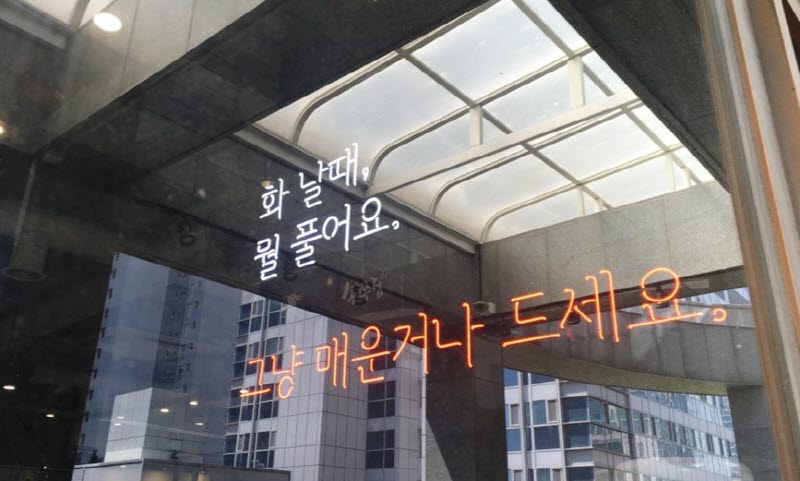 화 날때,
뭘 풀어요,
그냥 매운거나 드세요,